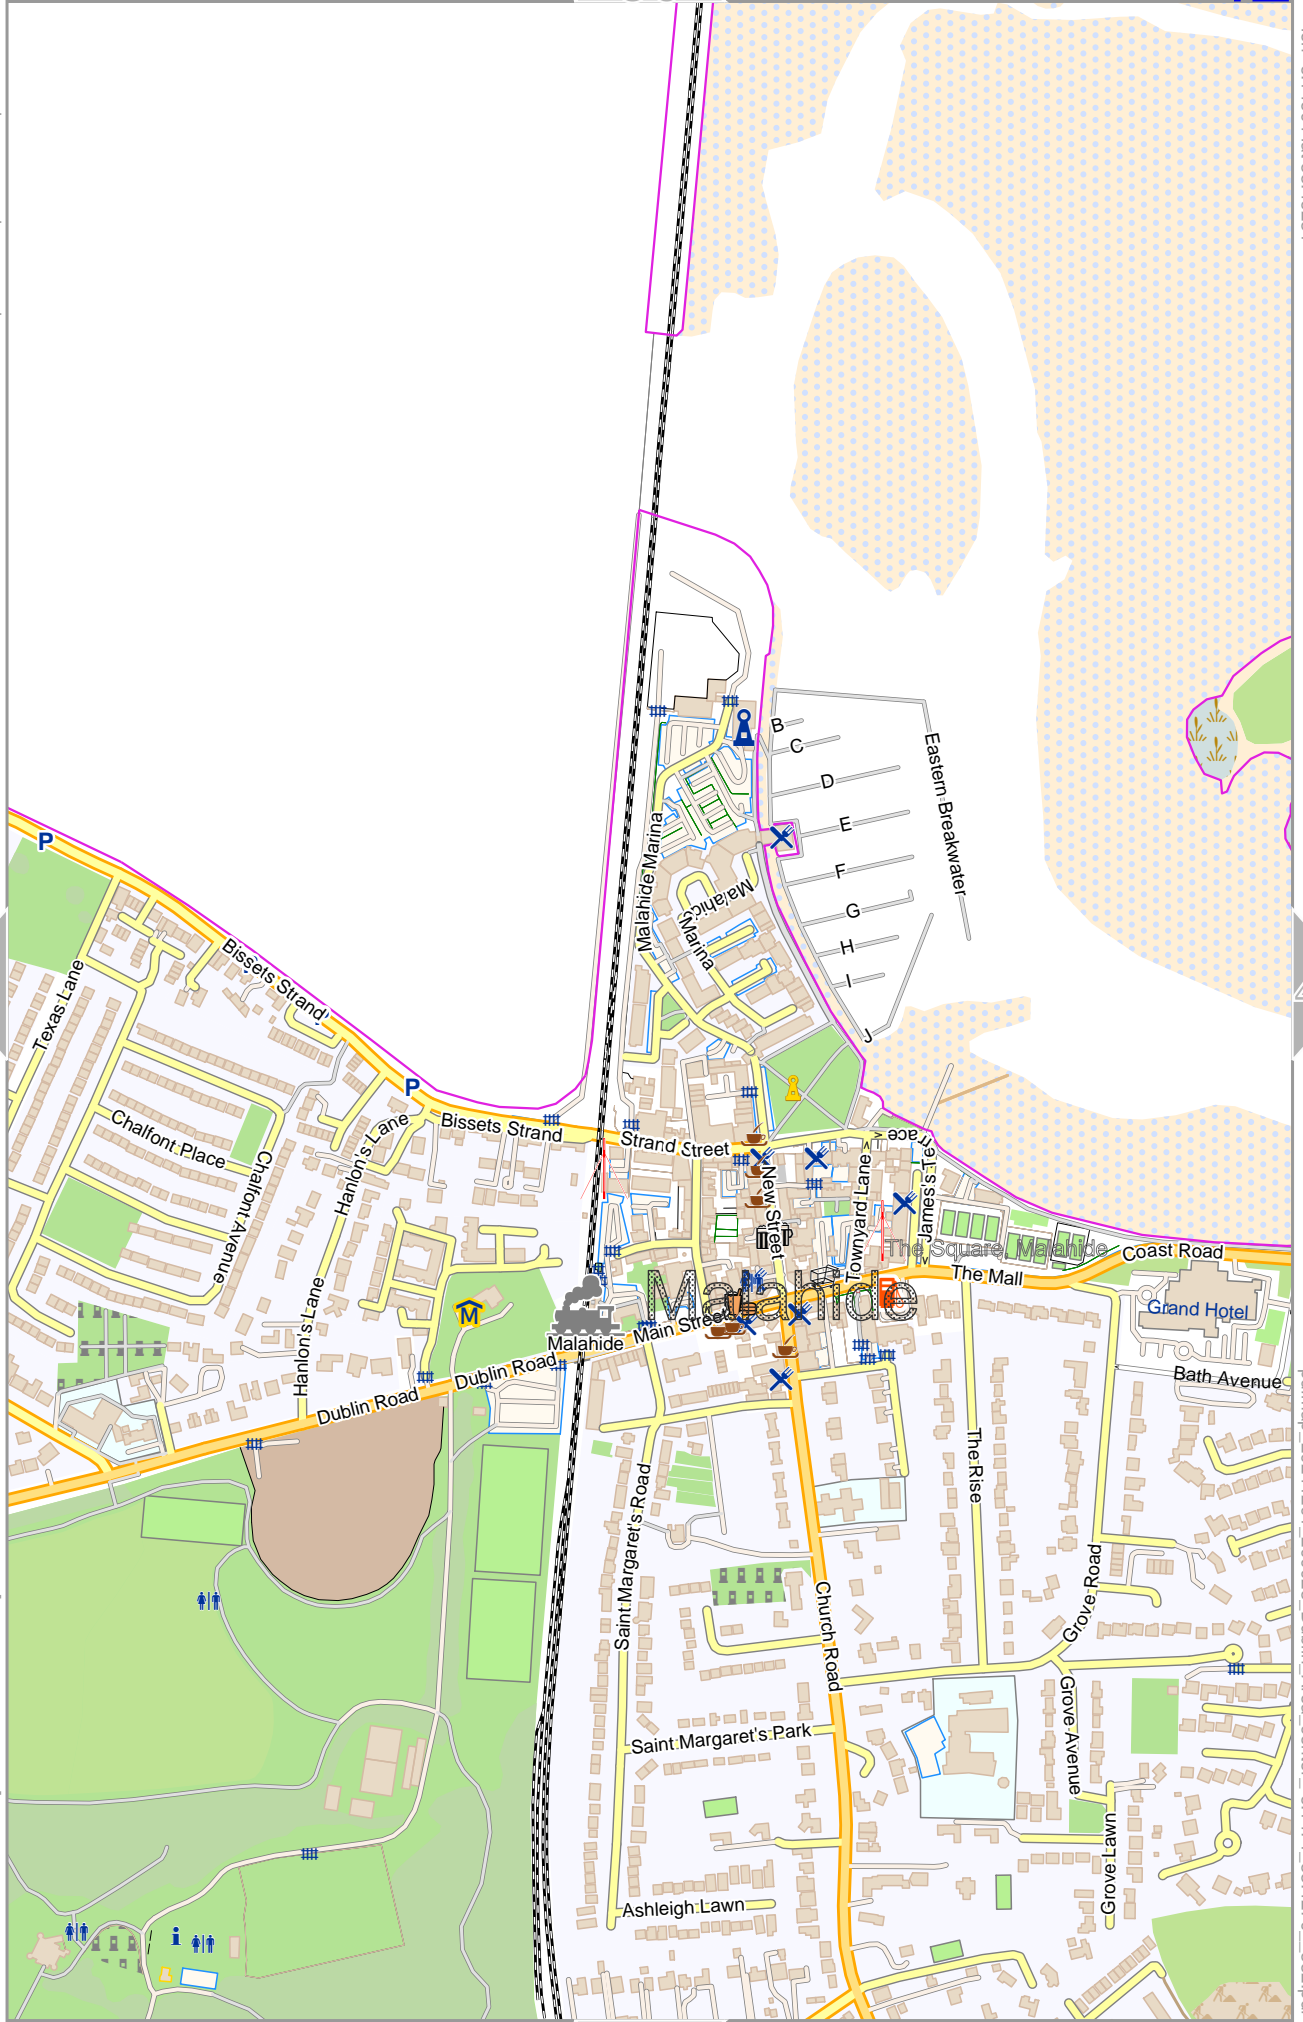 B
C
D
E
F
G
H
I
J
Eastern Breakwater
P
Malahide Marina
Malahide
Marina
Bissets Strand
Texas Lane
P
Bissets Strand
Strand Street
Chalfont Place
Chalfont Avenue
Hanlon's Lane
Hanlon's Lane
New Street
Townyard Lane
James's Terrace
The Square, Malahide
Coast Road
The Mall
Grand Hotel
Malahide
M
Main Street
Malahide
Dublin Road
Dublin Road
Bath Avenue
The Rise
Saint Margaret's Road
Church Road
Grove Road
Grove Avenue
Saint Margaret's Park
Grove Lawn
Ashleigh Lawn
i